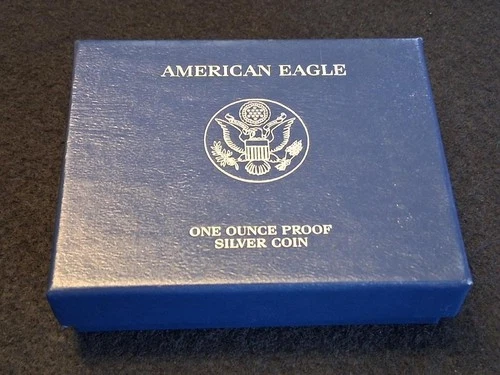 AMERICAN EAGLE
ONE OUNCE PROOF
SILVER COIN